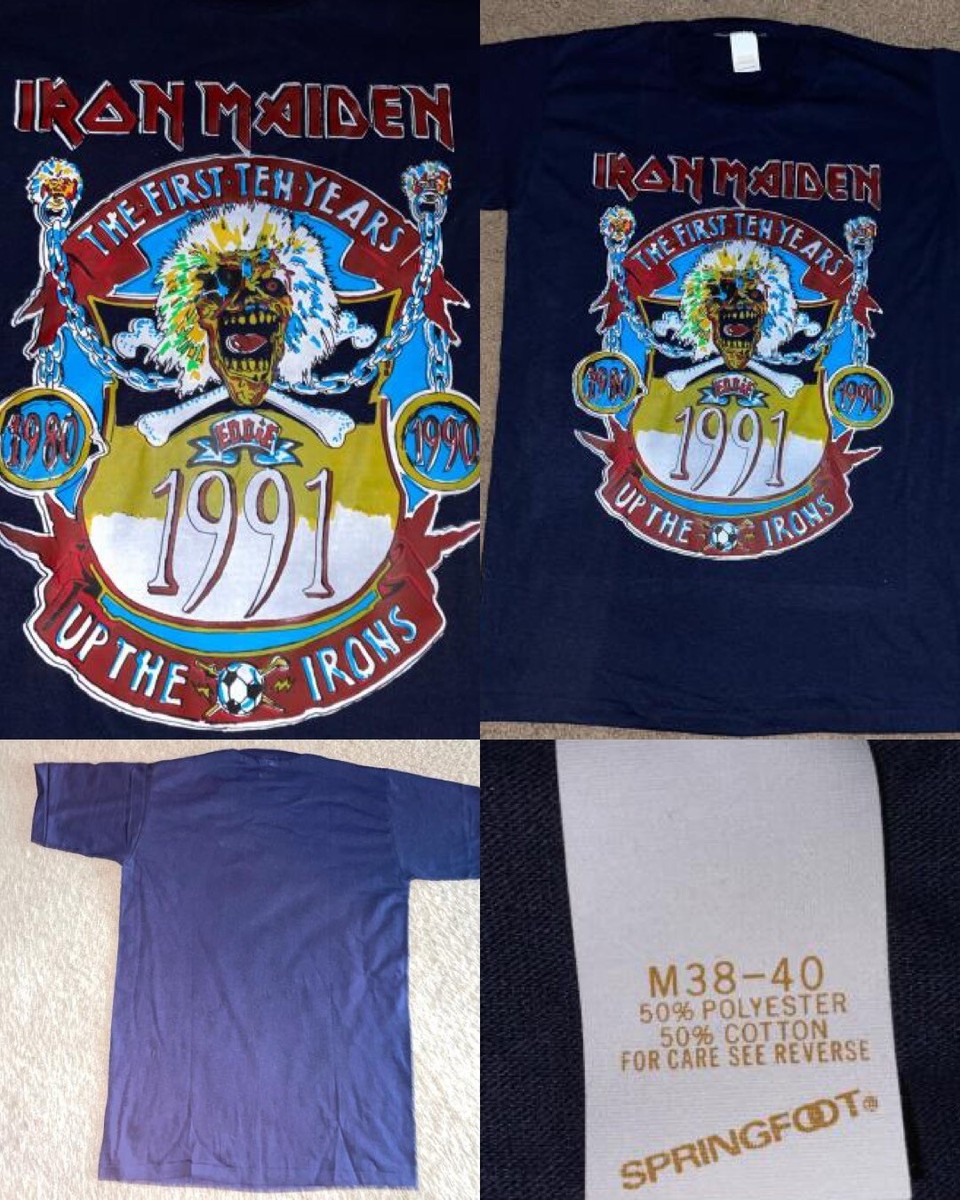 IRON MAIDEN
THE FIRST TEN YEARS
1980
1990
EDDiE
1991
UP THE IRONS
IRON MAIDEN
THE FIRST TEN YEARS
1980
1990
EDDiE
1991
UP THE IRONS
M38-40
50% POLYESTER
50% COTTON
FOR CARE SEE REVERSE
SPRINGFOOT®